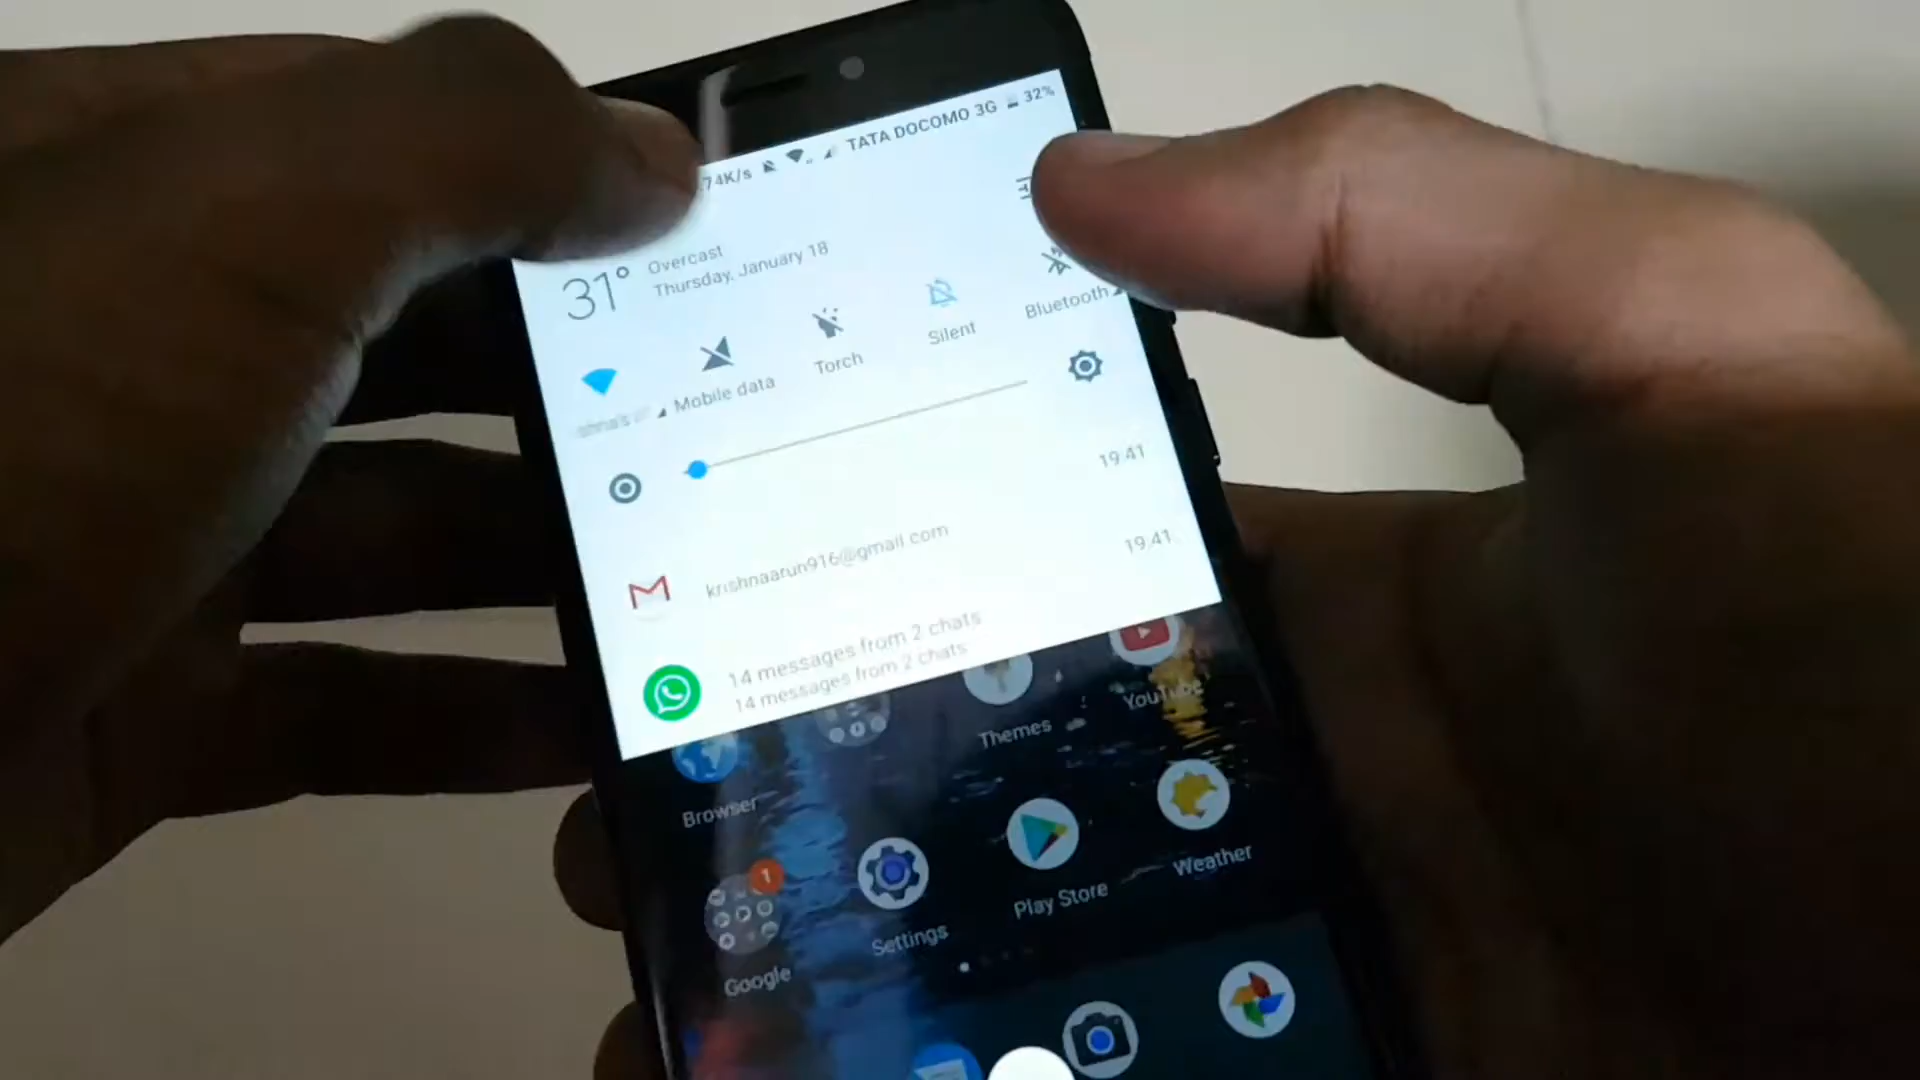 74K/s TATA DOCOMO 3G 32%
31° Overcast
Thursday, January 18
Mobile data
Torch
Silent
Bluetooth
19:41
krishnaarun916@gmail.com
19:41
14 messages from 2 chats
14 messages from 2 chats
Browser
Themes
YouTube
Google
1
Settings
Play Store
Weather